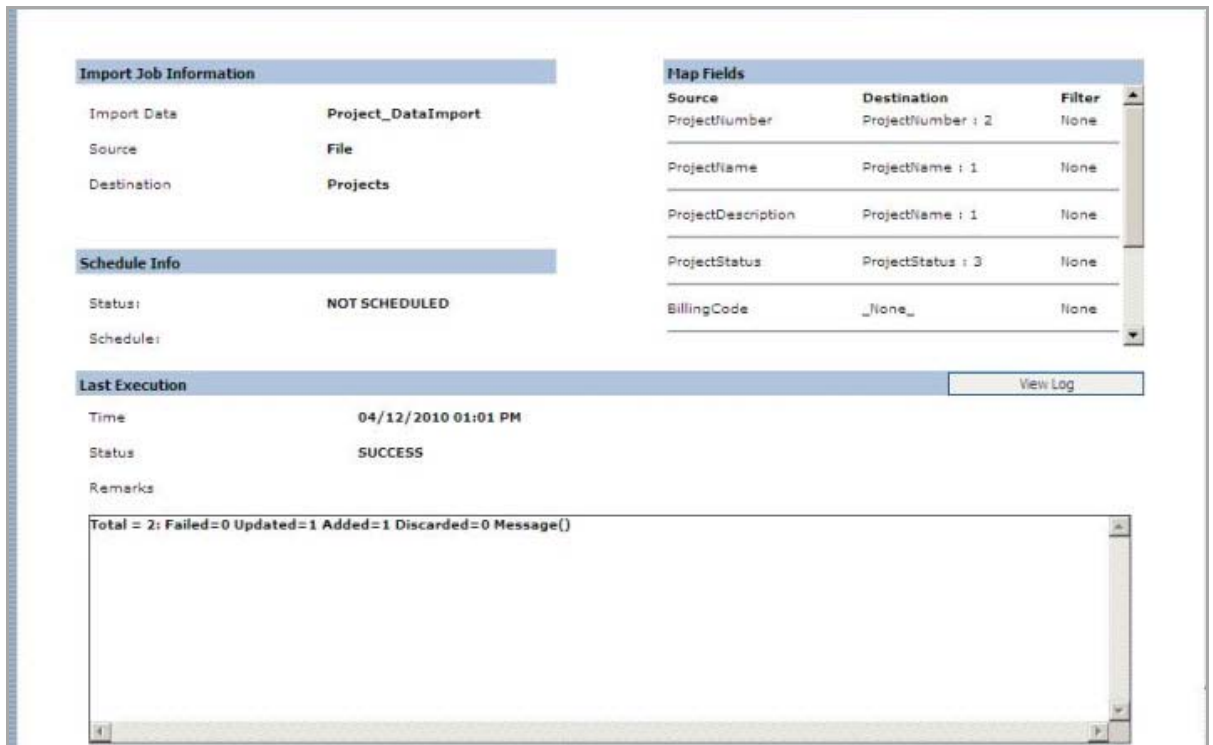 Import Job Information
Import Data Project_DataImport
Source File
Destination Projects
Map Fields
Source Destination Filter
ProjectNumber ProjectNumber : 2 None
ProjectName ProjectName : 1 None
ProjectDescription ProjectName : 1 None
ProjectStatus ProjectStatus : 3 None
BillingCode _None_ None
Schedule Info
Status: NOT SCHEDULED
Schedule:
Last Execution View Log
Time 04/12/2010 01:01 PM
Status SUCCESS
Remarks
Total = 2: Failed=0 Updated=1 Added=1 Discarded=0 Message()